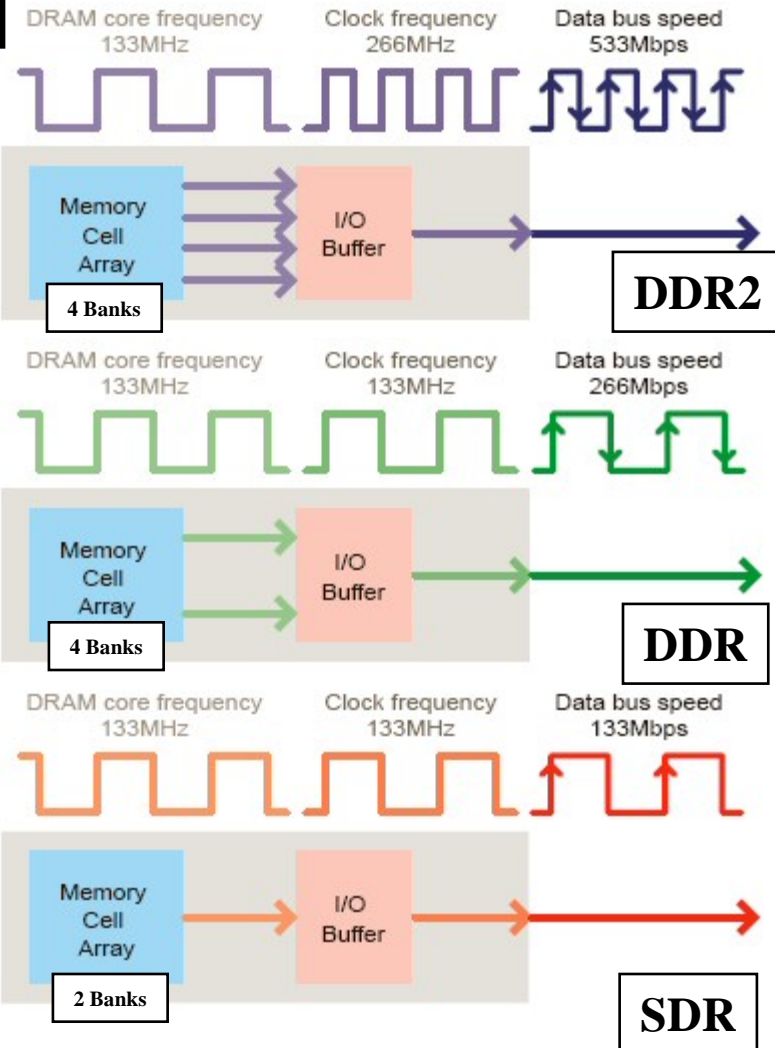 DRAM core frequency
133MHz
Clock frequency
266MHz
Data bus speed
533Mbps
Memory
Cell
Array
4 Banks
I/O
Buffer
DDR2
DRAM core frequency
133MHz
Clock frequency
133MHz
Data bus speed
266Mbps
Memory
Cell
Array
4 Banks
I/O
Buffer
DDR
DRAM core frequency
133MHz
Clock frequency
133MHz
Data bus speed
133Mbps
Memory
Cell
Array
2 Banks
I/O
Buffer
SDR